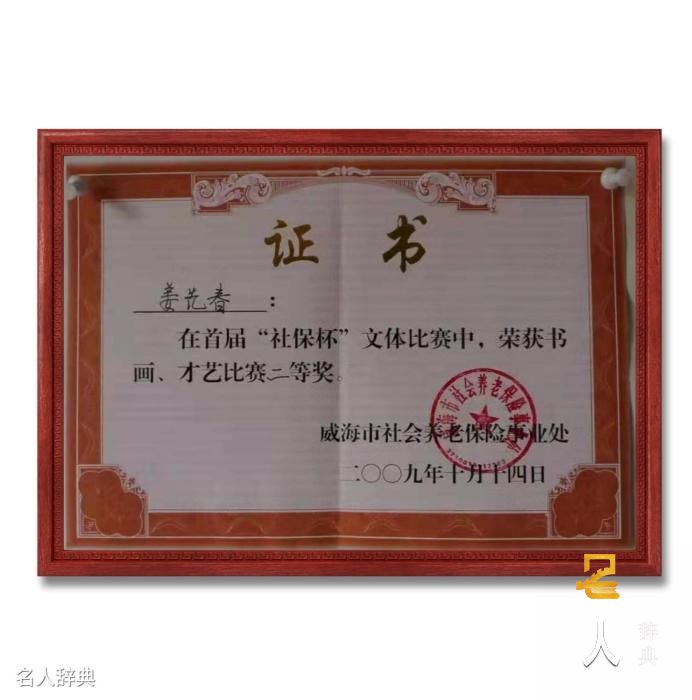 证 书
姜艺春：
在首届“社保杯”文体比赛中，荣获书
画、才艺比赛二等奖。
威海市社会养老保险事业处
二〇〇九年十月十四日
名人辞典
名人辞典